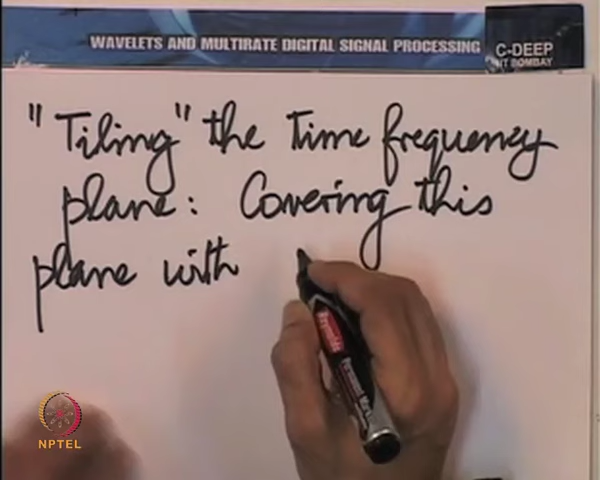 WAVELETS AND MULTIRATE DIGITAL SIGNAL PROCESSING
C-DEEP
IIT BOMBAY
"Tiling" the Time frequency
plane: Covering this
plane with
NPTEL